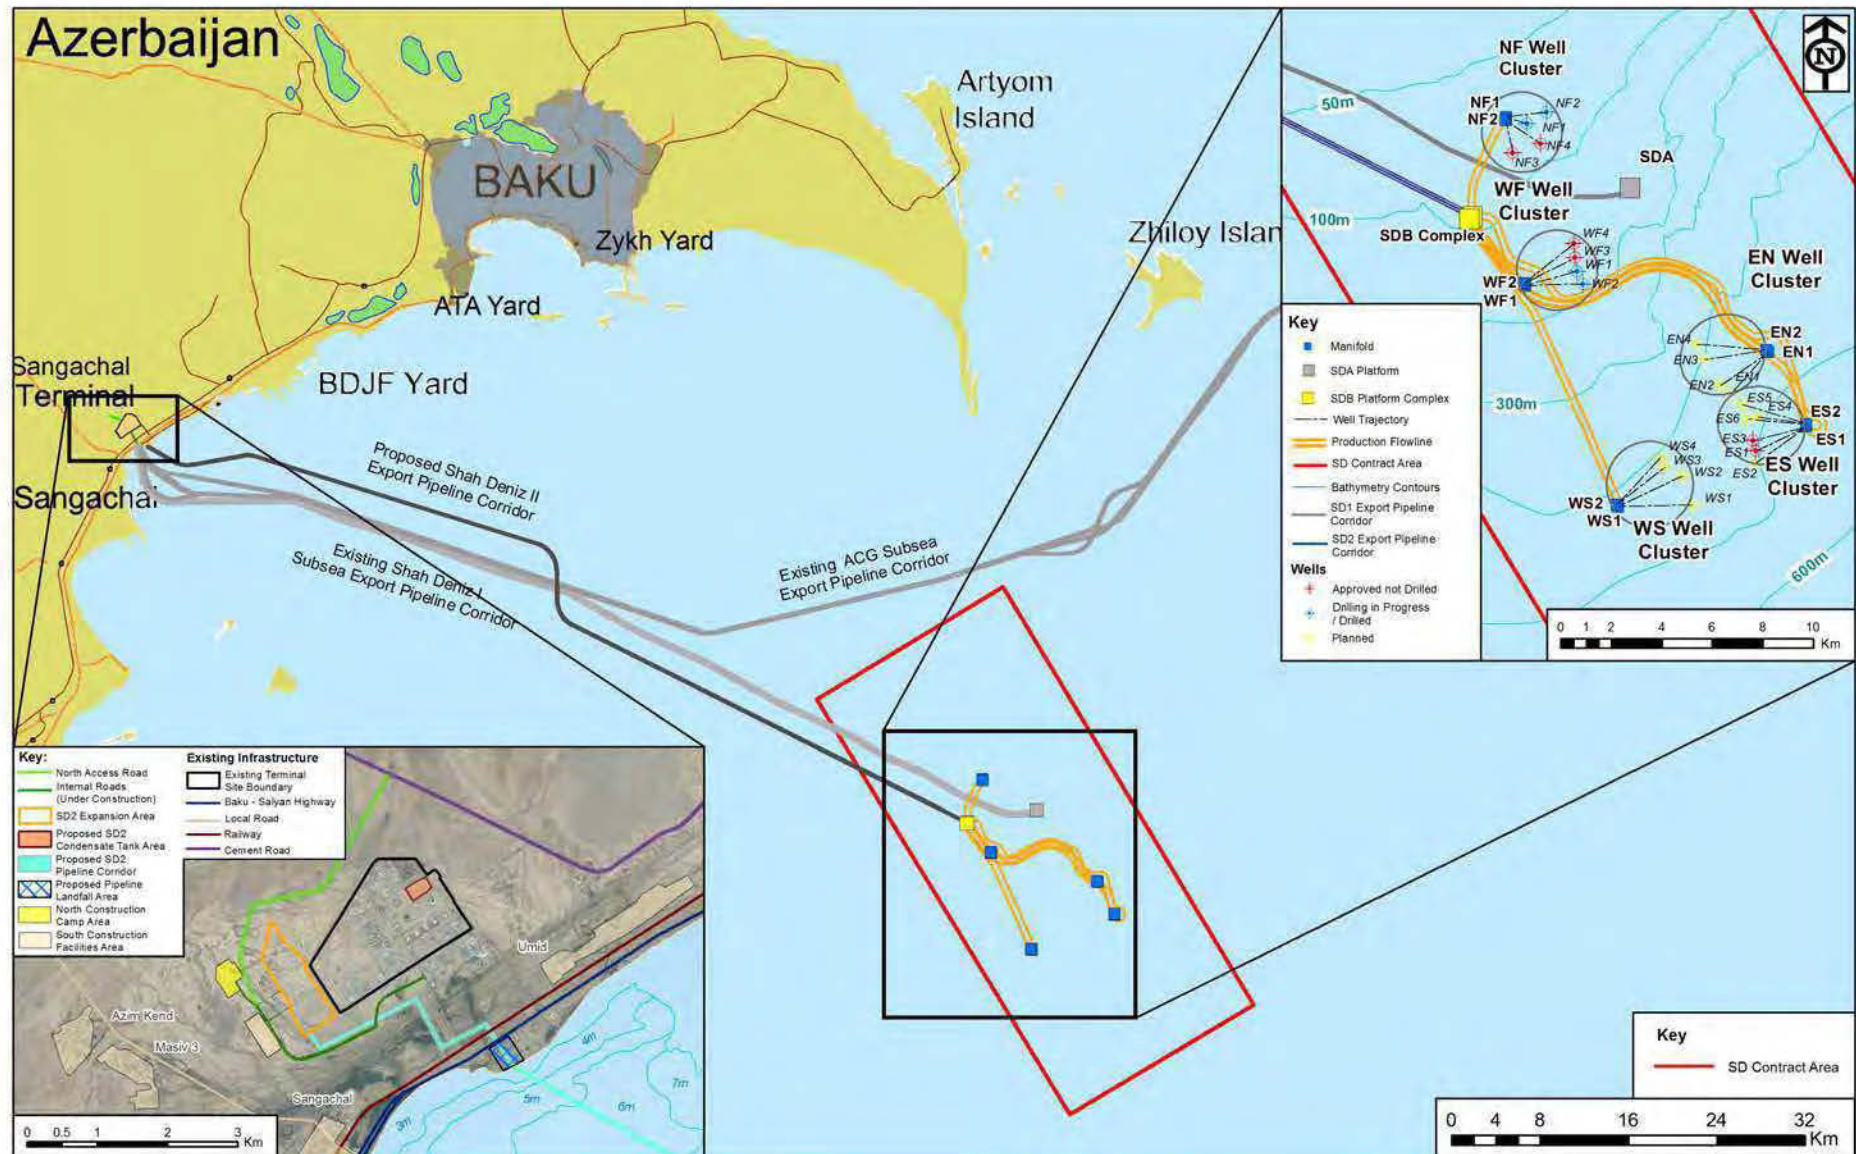 Azerbaijan
BAKU
Artyom
Island
Zykh Yard
Zhiloy Islan
ATA Yard
Sangachal
Terminal
BDJF Yard
Sangachal
Proposed Shah Deniz II
Export Pipeline Corridor
Existing Shah Deniz I
Subsea Export Pipeline Corridor
Existing ACG Subsea
Export Pipeline Corridor
N
NF Well
Cluster
50m
NF1
NF2
NF2
NF1
NF4
NF3
SDA
WF Well
Cluster
100m
SDB Complex
WF4
WF3
WF1
WF2
WF2
WF1
EN Well
Cluster
EN2
EN1
EN4
EN3
EN2
EN1
300m
ES5
ES4
ES6
ES3
ES1
ES2
ES2
ES1
ES Well
Cluster
WS4
WS3
WS2
WS1
WS2
WS1
WS Well
Cluster
600m
Key
Manifold
SDA Platform
SDB Platform Complex
Well Trajectory
Production Flowline
SD Contract Area
Bathymetry Contours
SD1 Export Pipeline
Corridor
SD2 Export Pipeline
Corridor
Wells
Approved not Drilled
Drilling in Progress
/ Drilled
Planned
0 1 2 4 6 8 10
Km
Key:
North Access Road
Internal Roads
(Under Construction)
SD2 Expansion Area
Proposed SD2
Condensate Tank Area
Proposed SD2
Pipeline Corridor
Proposed Pipeline
Landfall Area
North Construction
Camp Area
South Construction
Facilities Area
Existing Infrastructure
Existing Terminal
Site Boundary
Baku - Salyan Highway
Local Road
Railway
Cement Road
Umid
Azim Kend
Masiv 3
Sangachal
3m
4m
5m
6m
7m
0 0.5 1 2 3
Km
Key
SD Contract Area
0 4 8 16 24 32
Km